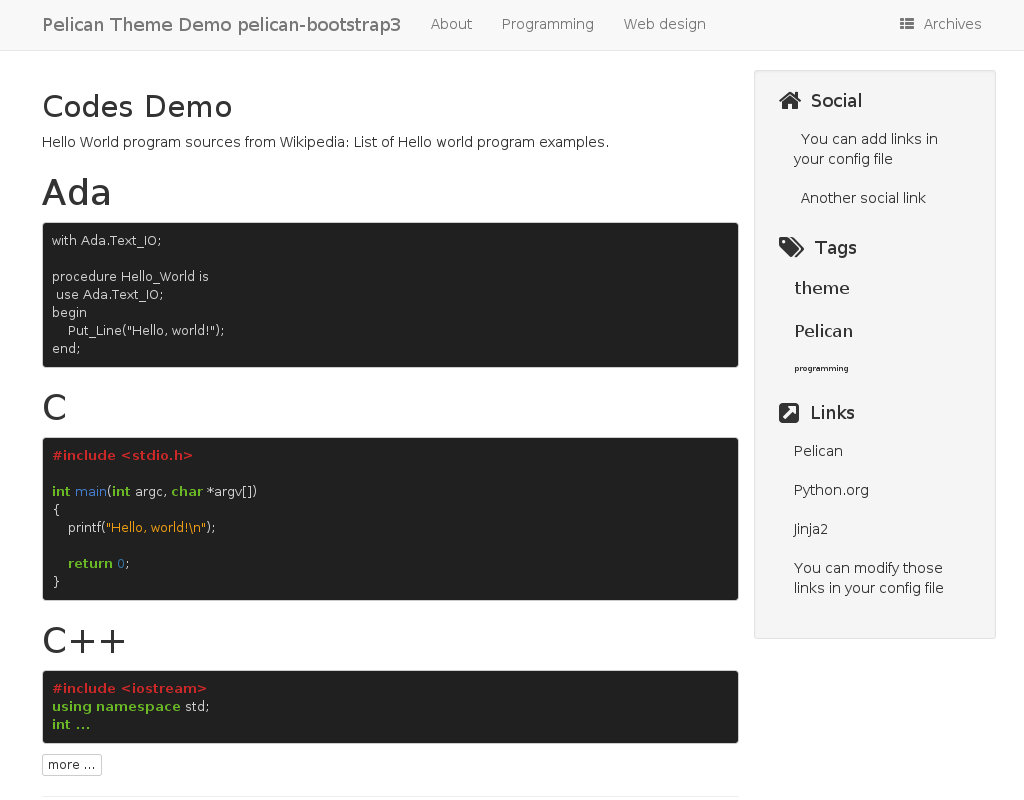 Pelican Theme Demo pelican-bootstrap3 About Programming Web design Archives
Codes Demo
Hello World program sources from Wikipedia: List of Hello world program examples.
Ada
with Ada.Text_IO;
procedure Hello_World is
use Ada.Text_IO;
begin
Put_Line("Hello, world!");
end;
C
#include <stdio.h>
int main(int argc, char *argv[])
{
printf("Hello, world!\n");
return 0;
}
C++
#include <iostream>
using namespace std;
int ...
more ...
Social
You can add links in
your config file
Another social link
Tags
theme
Pelican
programming
Links
Pelican
Python.org
Jinja2
You can modify those
links in your config file